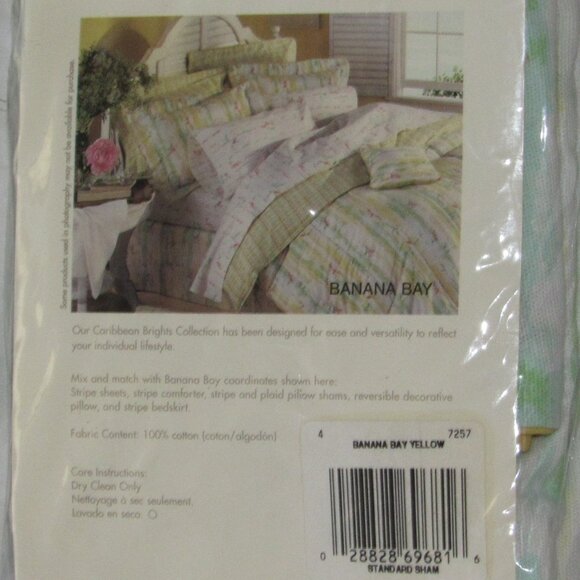 Some products used in photography may not be available for purchase.
BANANA BAY
Our Caribbean Brights Collection has been designed for ease and versatility to reflect
your individual lifestyle.
Mix and match with Banana Bay coordinates shown here:
Stripe sheets, stripe comforter, stripe and plaid pillow shams, reversible decorative
pillow, and stripe bedskirt.
Fabric Content: 100% cotton (coton/algodón)
Care Instructions:
Dry Clean Only
Nettoyage à sec seulement.
Lavado en seco.
4 7257
BANANA BAY YELLOW
0 28828 69681 6
STANDARD SHAM